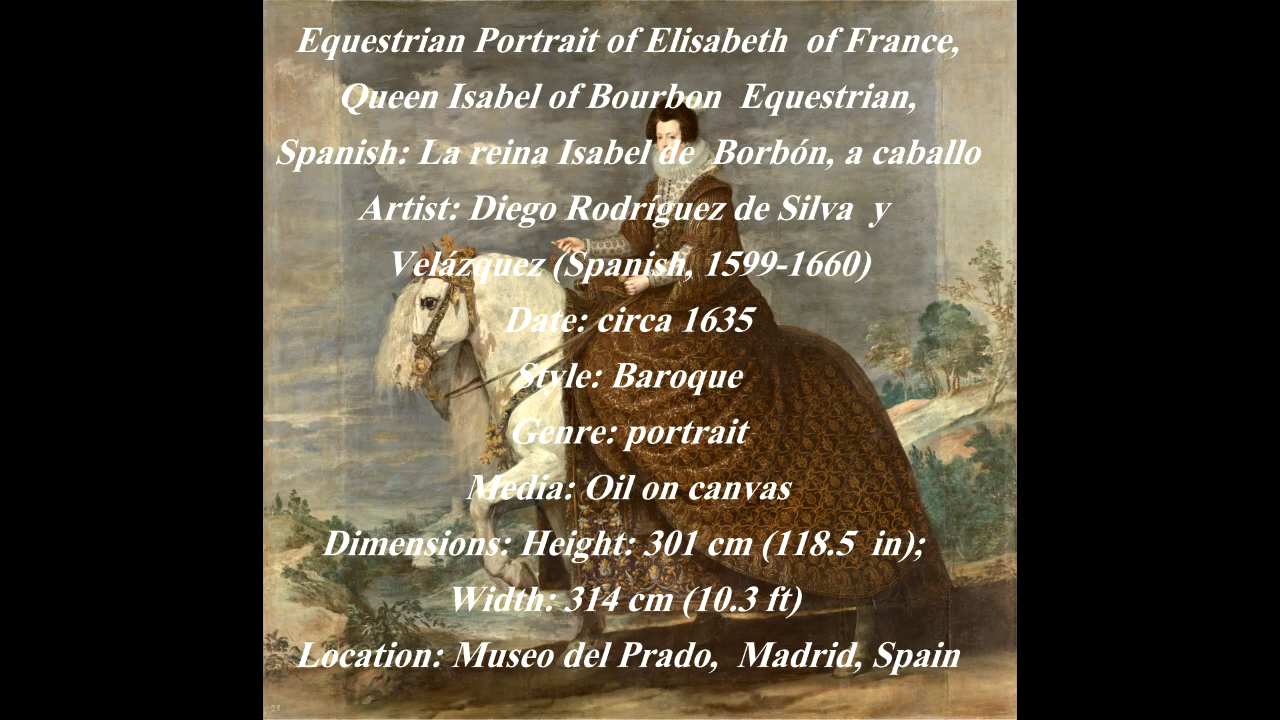 Equestrian Portrait of Elisabeth of France,
Queen Isabel of Bourbon Equestrian,
Spanish: La reina Isabel de Borbón, a caballo
Artist: Diego Rodríguez de Silva y
Velázquez (Spanish, 1599-1660)
Date: circa 1635
Style: Baroque
Genre: portrait
Media: Oil on canvas
Dimensions: Height: 301 cm (118.5 in);
Width: 314 cm (10.3 ft)
Location: Museo del Prado, Madrid, Spain